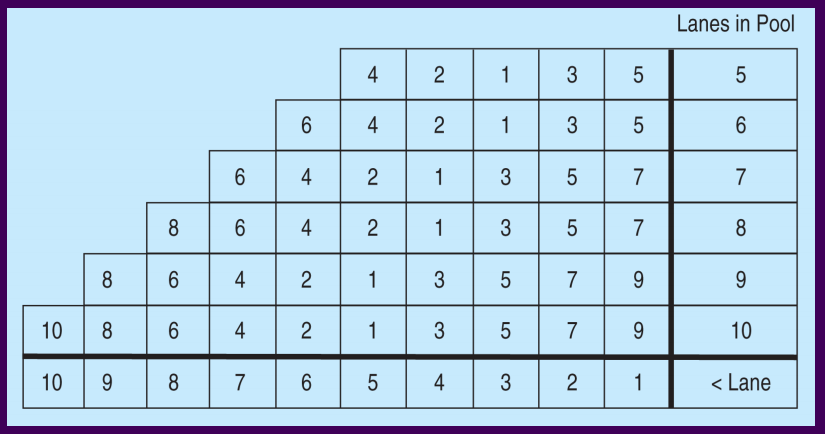 Lanes in Pool
4 2 1 3 5 5
6 4 2 1 3 5 6
6 4 2 1 3 5 7 7
8 6 4 2 1 3 5 7 8
8 6 4 2 1 3 5 7 9 9
10 8 6 4 2 1 3 5 7 9 10
10 9 8 7 6 5 4 3 2 1 < Lane